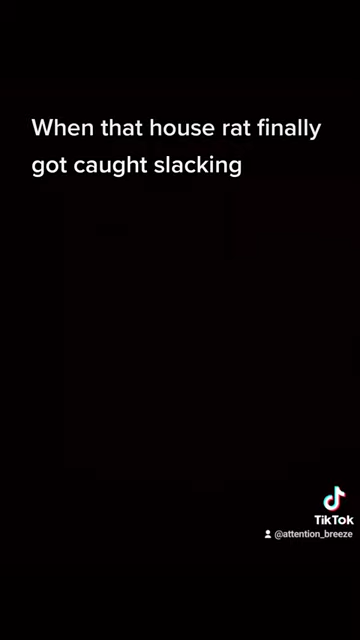 When that house rat finally
got caught slacking
TikTok
@attention_breeze